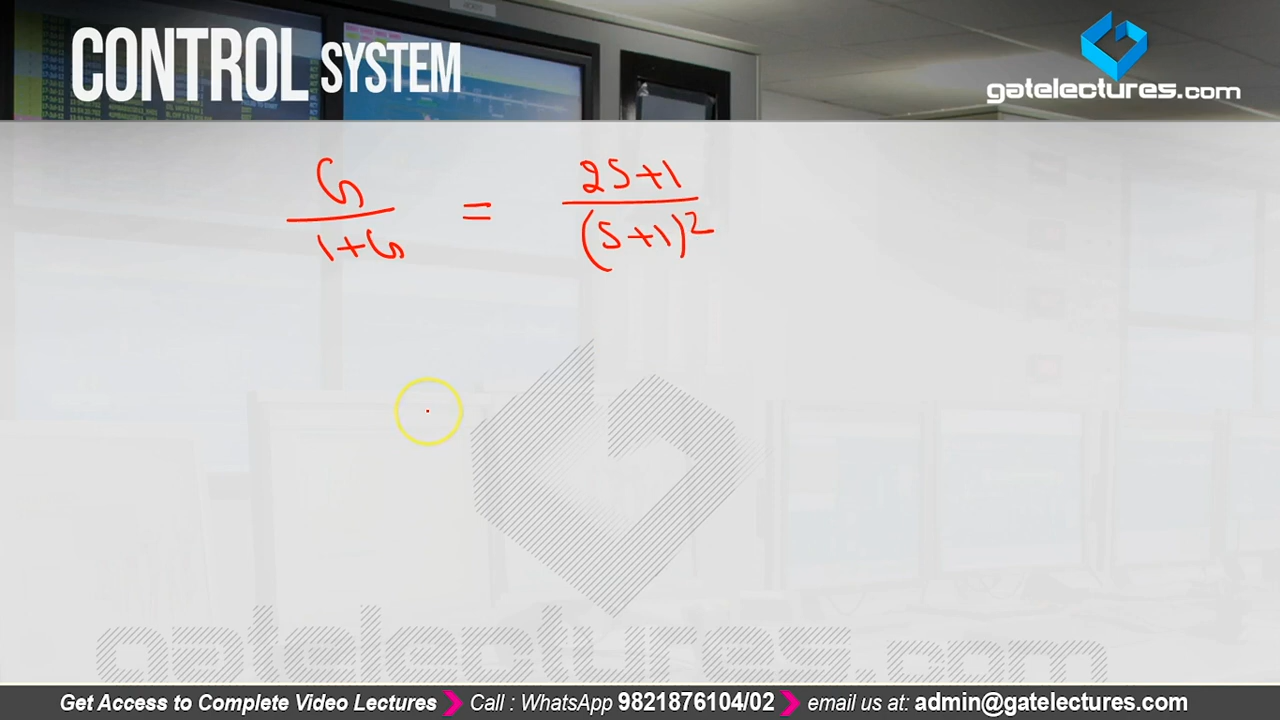 CONTROL SYSTEM
gatelectures.com
G/(1+G) = (2s+1)/(s+1)²
gatelectures.com
Get Access to Complete Video Lectures Call : WhatsApp 9821876104/02 email us at: admin@gatelectures.com